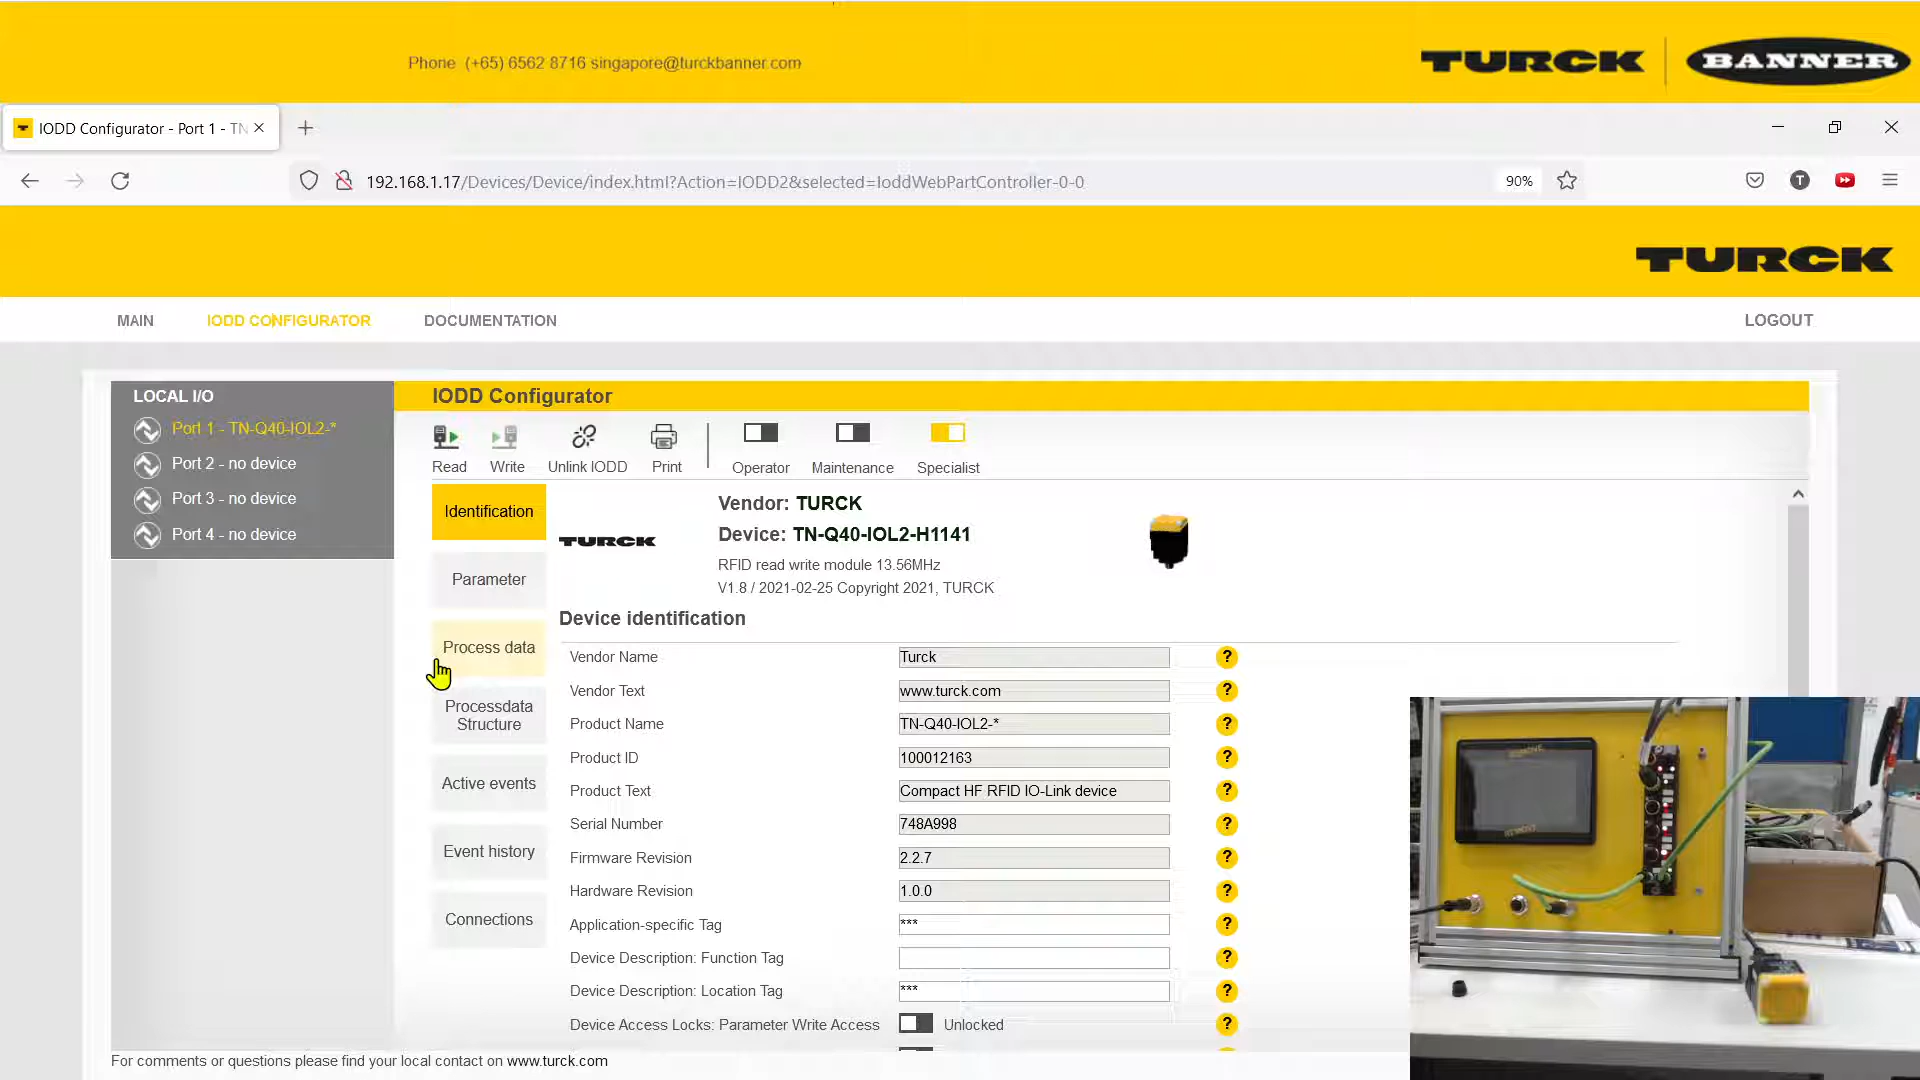 Phone (+65) 6562 8716 singapore@turckbanner.com
TURCK
BANNER
IODD Configurator - Port 1 - TN
192.168.1.17/Devices/Device/index.html?Action=IODD2&selected=IoddWebPartController-0-0
90%
T
TURCK
MAIN
IODD CONFIGURATOR
DOCUMENTATION
LOGOUT
LOCAL I/O
Port 1 - TN-Q40-IOL2-*
Port 2 - no device
Port 3 - no device
Port 4 - no device
IODD Configurator
Read
Write
Unlink IODD
Print
Operator
Maintenance
Specialist
Identification
Parameter
Process data
Processdata
Structure
Active events
Event history
Connections
TURCK
Vendor: TURCK
Device: TN-Q40-IOL2-H1141
RFID read write module 13.56MHz
V1.8 / 2021-02-25 Copyright 2021, TURCK
Device identification
Vendor Name Turck ?
Vendor Text www.turck.com ?
Product Name TN-Q40-IOL2-* ?
Product ID 100012163 ?
Product Text Compact HF RFID IO-Link device ?
Serial Number 748A998 ?
Firmware Revision 2.2.7 ?
Hardware Revision 1.0.0 ?
Application-specific Tag *** ?
Device Description: Function Tag ?
Device Description: Location Tag *** ?
Device Access Locks: Parameter Write Access Unlocked ?
For comments or questions please find your local contact on www.turck.com